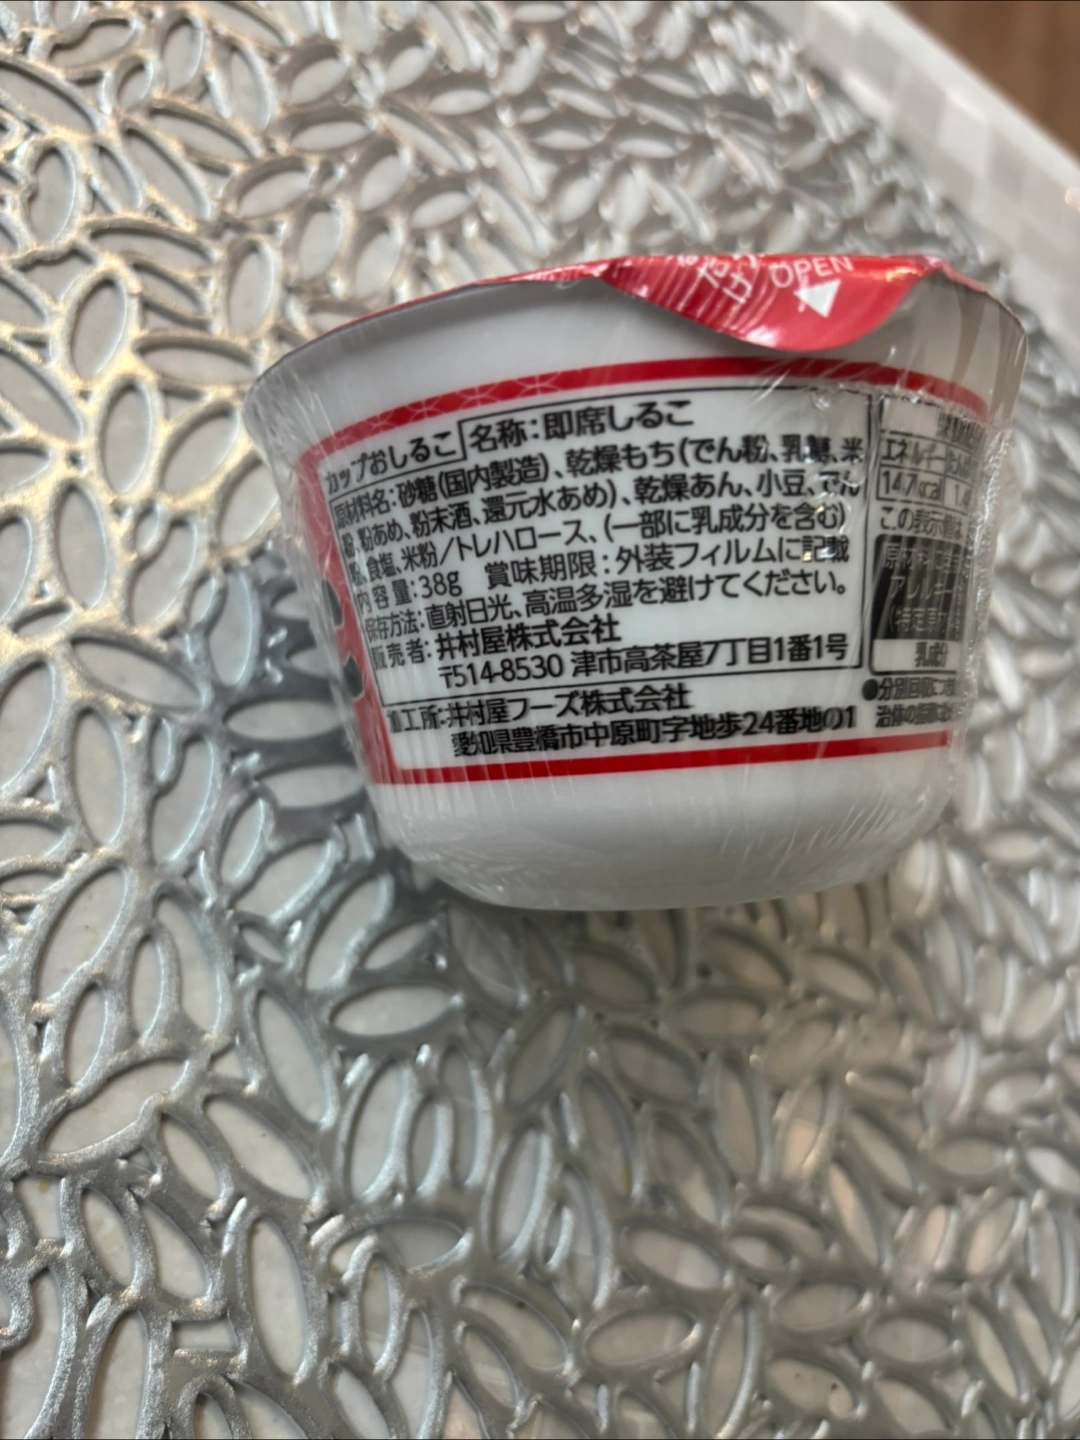 OPEN
カップおしるこ 名称：即席しるこ
原材料名：砂糖(国内製造)、乾燥もち(でん粉、乳糖、米
粉、粉あめ、粉末酒、還元水あめ)、乾燥あん、小豆、でん
粉、食塩、米粉／トレハロース、(一部に乳成分を含む)
内容量：38g 賞味期限：外装フィルムに記載
保存方法：直射日光、高温多湿を避けてください。
販売者：井村屋株式会社
〒514-8530 津市高茶屋7丁目1番1号
加工所：井村屋フーズ株式会社
愛知県豊橋市中原町字地歩24番地の1
エネルギー
147kcal
この表示値は、
アレルギー
乳成分